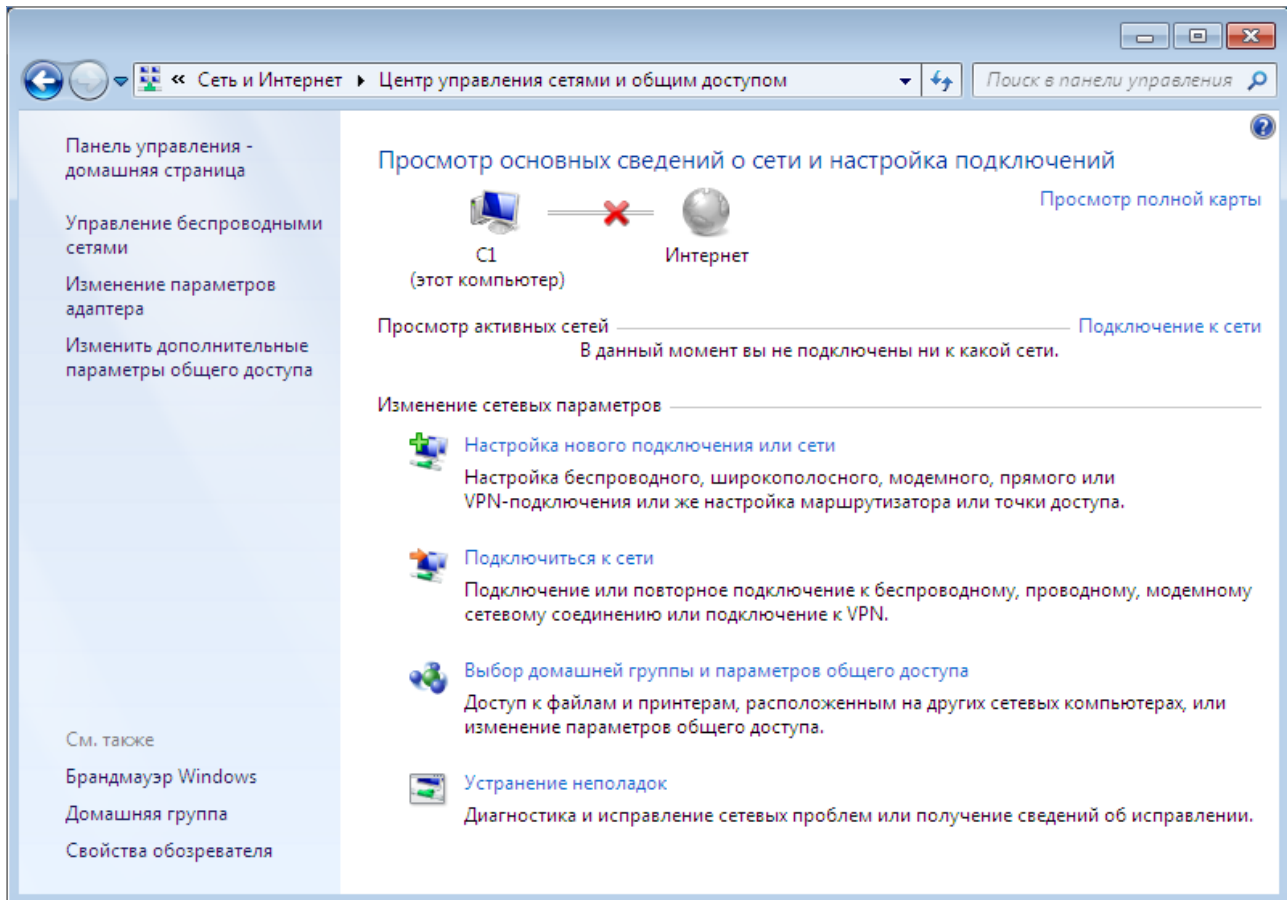 « Сеть и Интернет ▸ Центр управления сетями и общим доступом
Поиск в панели управления
Панель управления -
домашняя страница
Управление беспроводными
сетями
Изменение параметров
адаптера
Изменить дополнительные
параметры общего доступа
См. также
Брандмауэр Windows
Домашняя группа
Свойства обозревателя
Просмотр основных сведений о сети и настройка подключений
Просмотр полной карты
C1
(этот компьютер)
Интернет
Просмотр активных сетей
Подключение к сети
В данный момент вы не подключены ни к какой сети.
Изменение сетевых параметров
Настройка нового подключения или сети
Настройка беспроводного, широкополосного, модемного, прямого или
VPN-подключения или же настройка маршрутизатора или точки доступа.
Подключиться к сети
Подключение или повторное подключение к беспроводному, проводному, модемному
сетевому соединению или подключение к VPN.
Выбор домашней группы и параметров общего доступа
Доступ к файлам и принтерам, расположенным на других сетевых компьютерах, или
изменение параметров общего доступа.
Устранение неполадок
Диагностика и исправление сетевых проблем или получение сведений об исправлении.